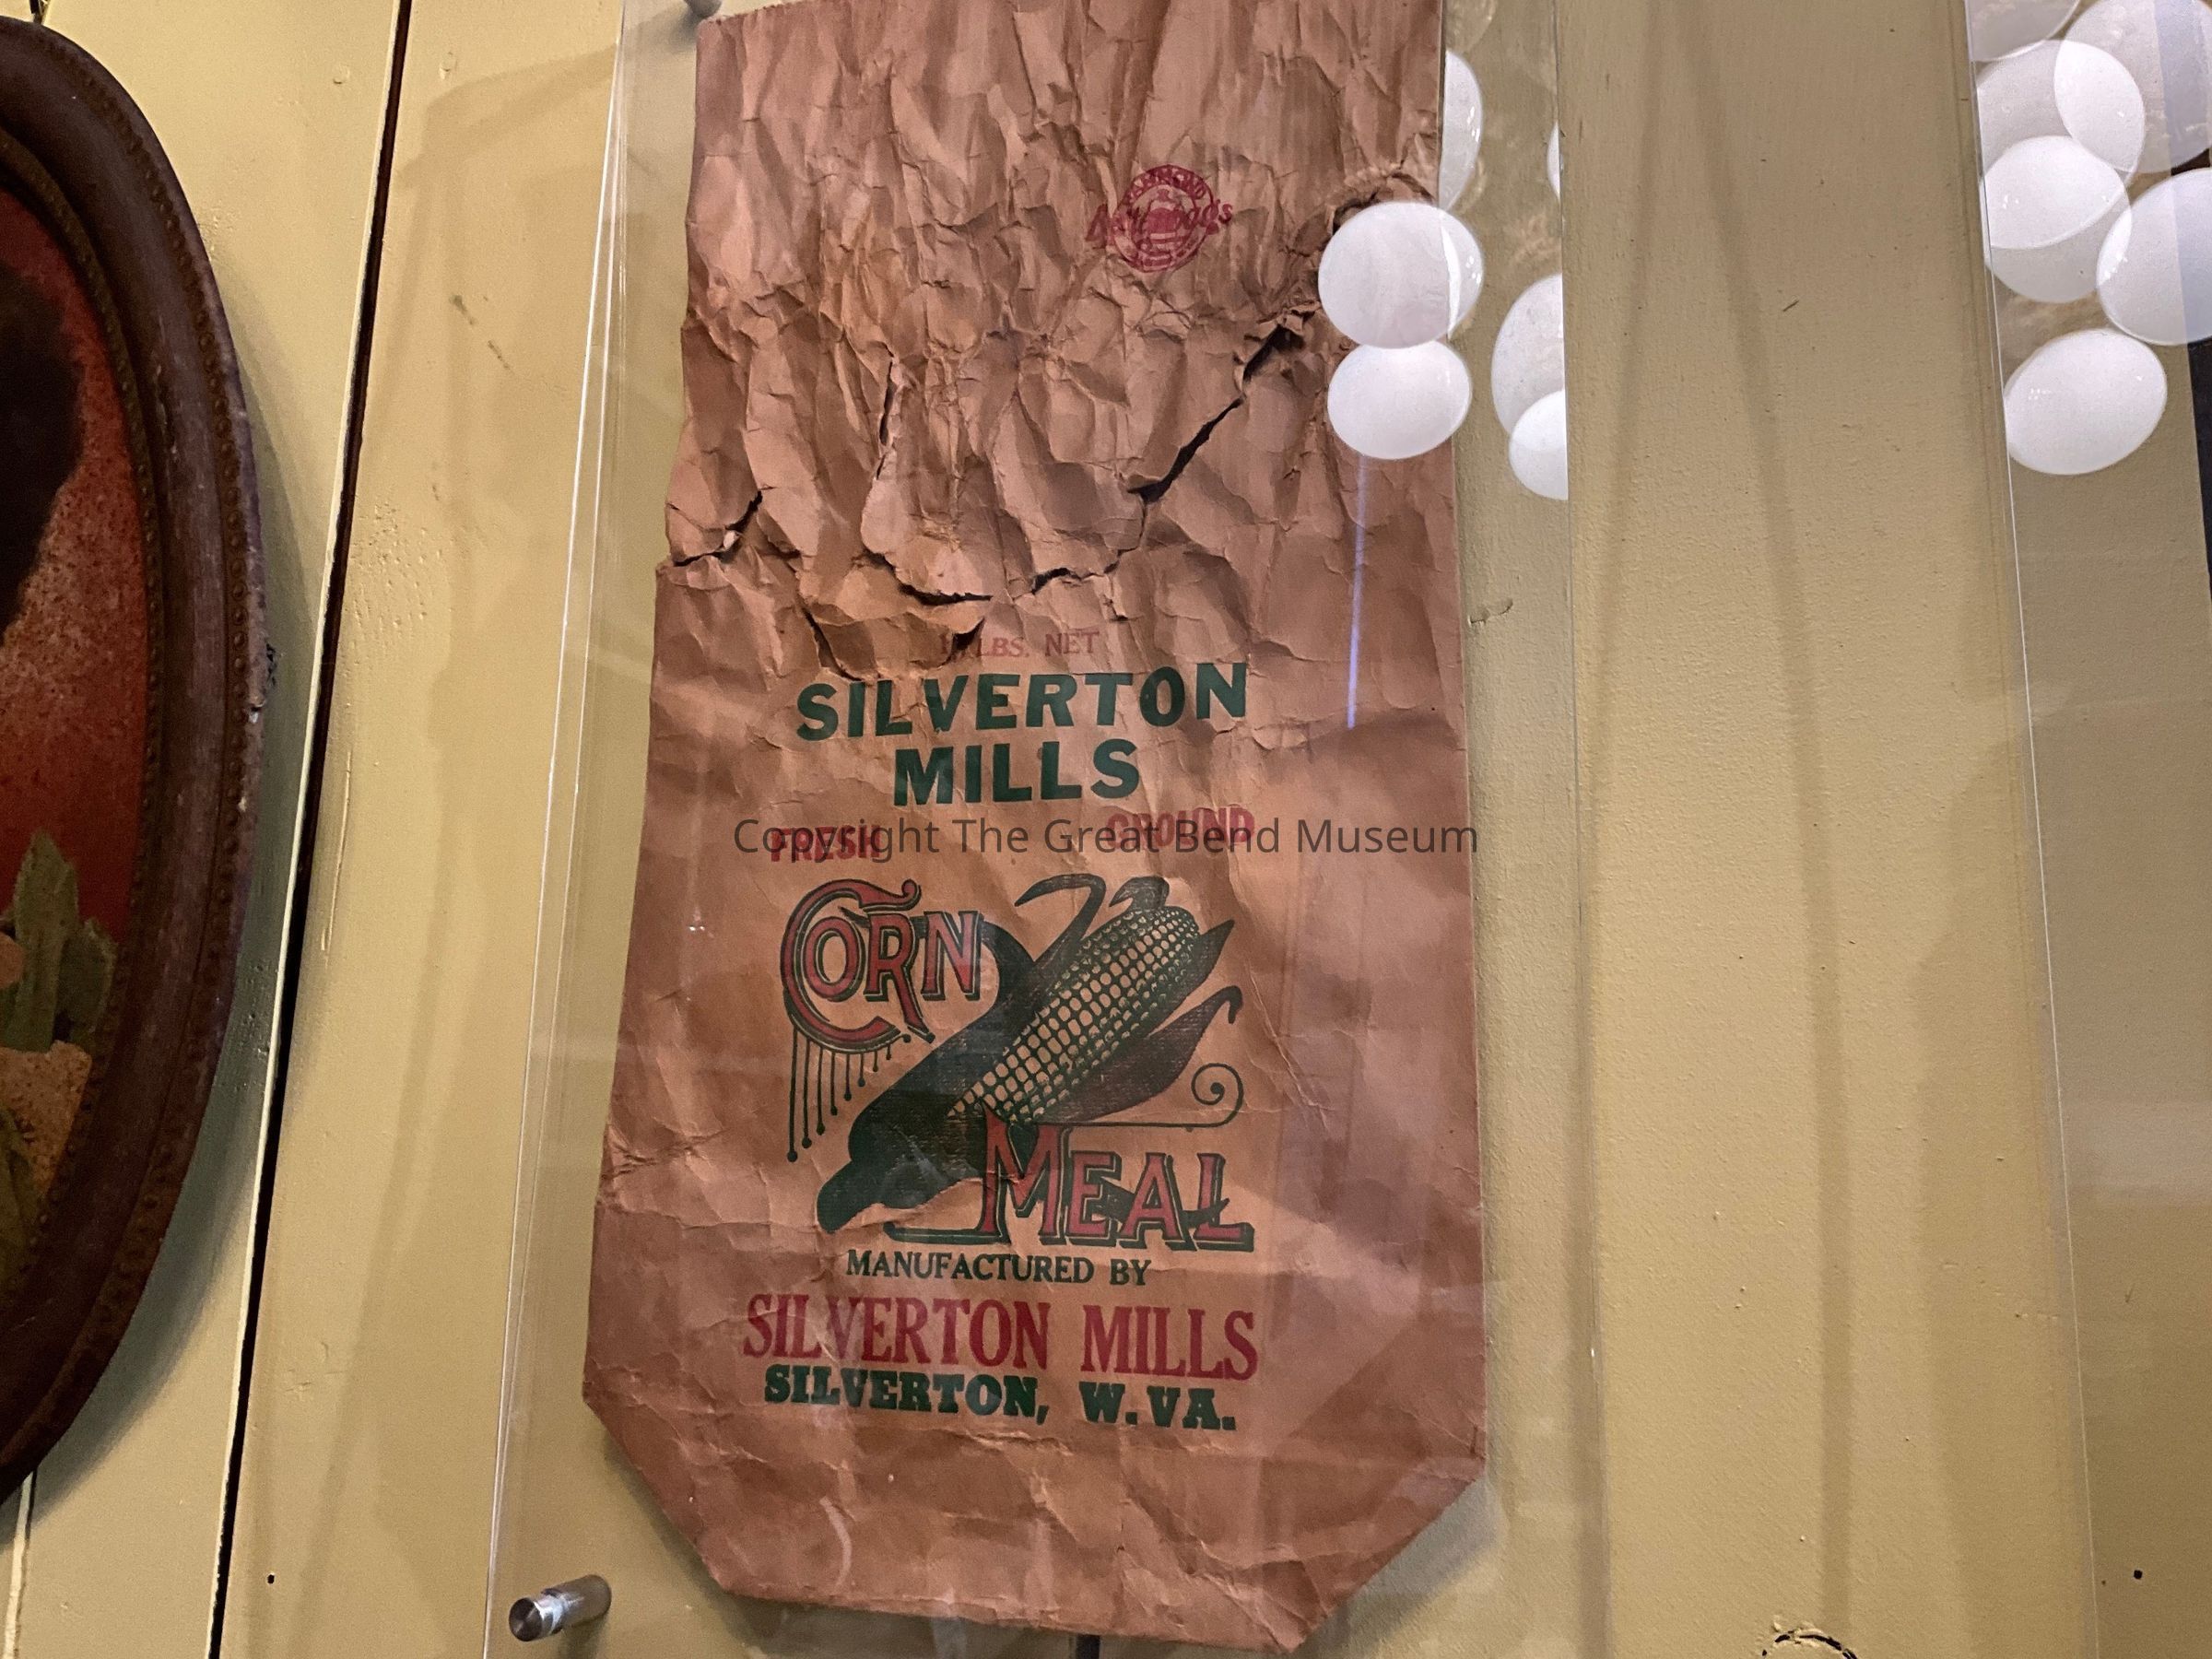 LBS. NET
SILVERTON
MILLS
FRESH GROUND
Copyright The Great Bend Museum
CORN
MEAL
MANUFACTURED BY
SILVERTON MILLS
SILVERTON, W.VA.